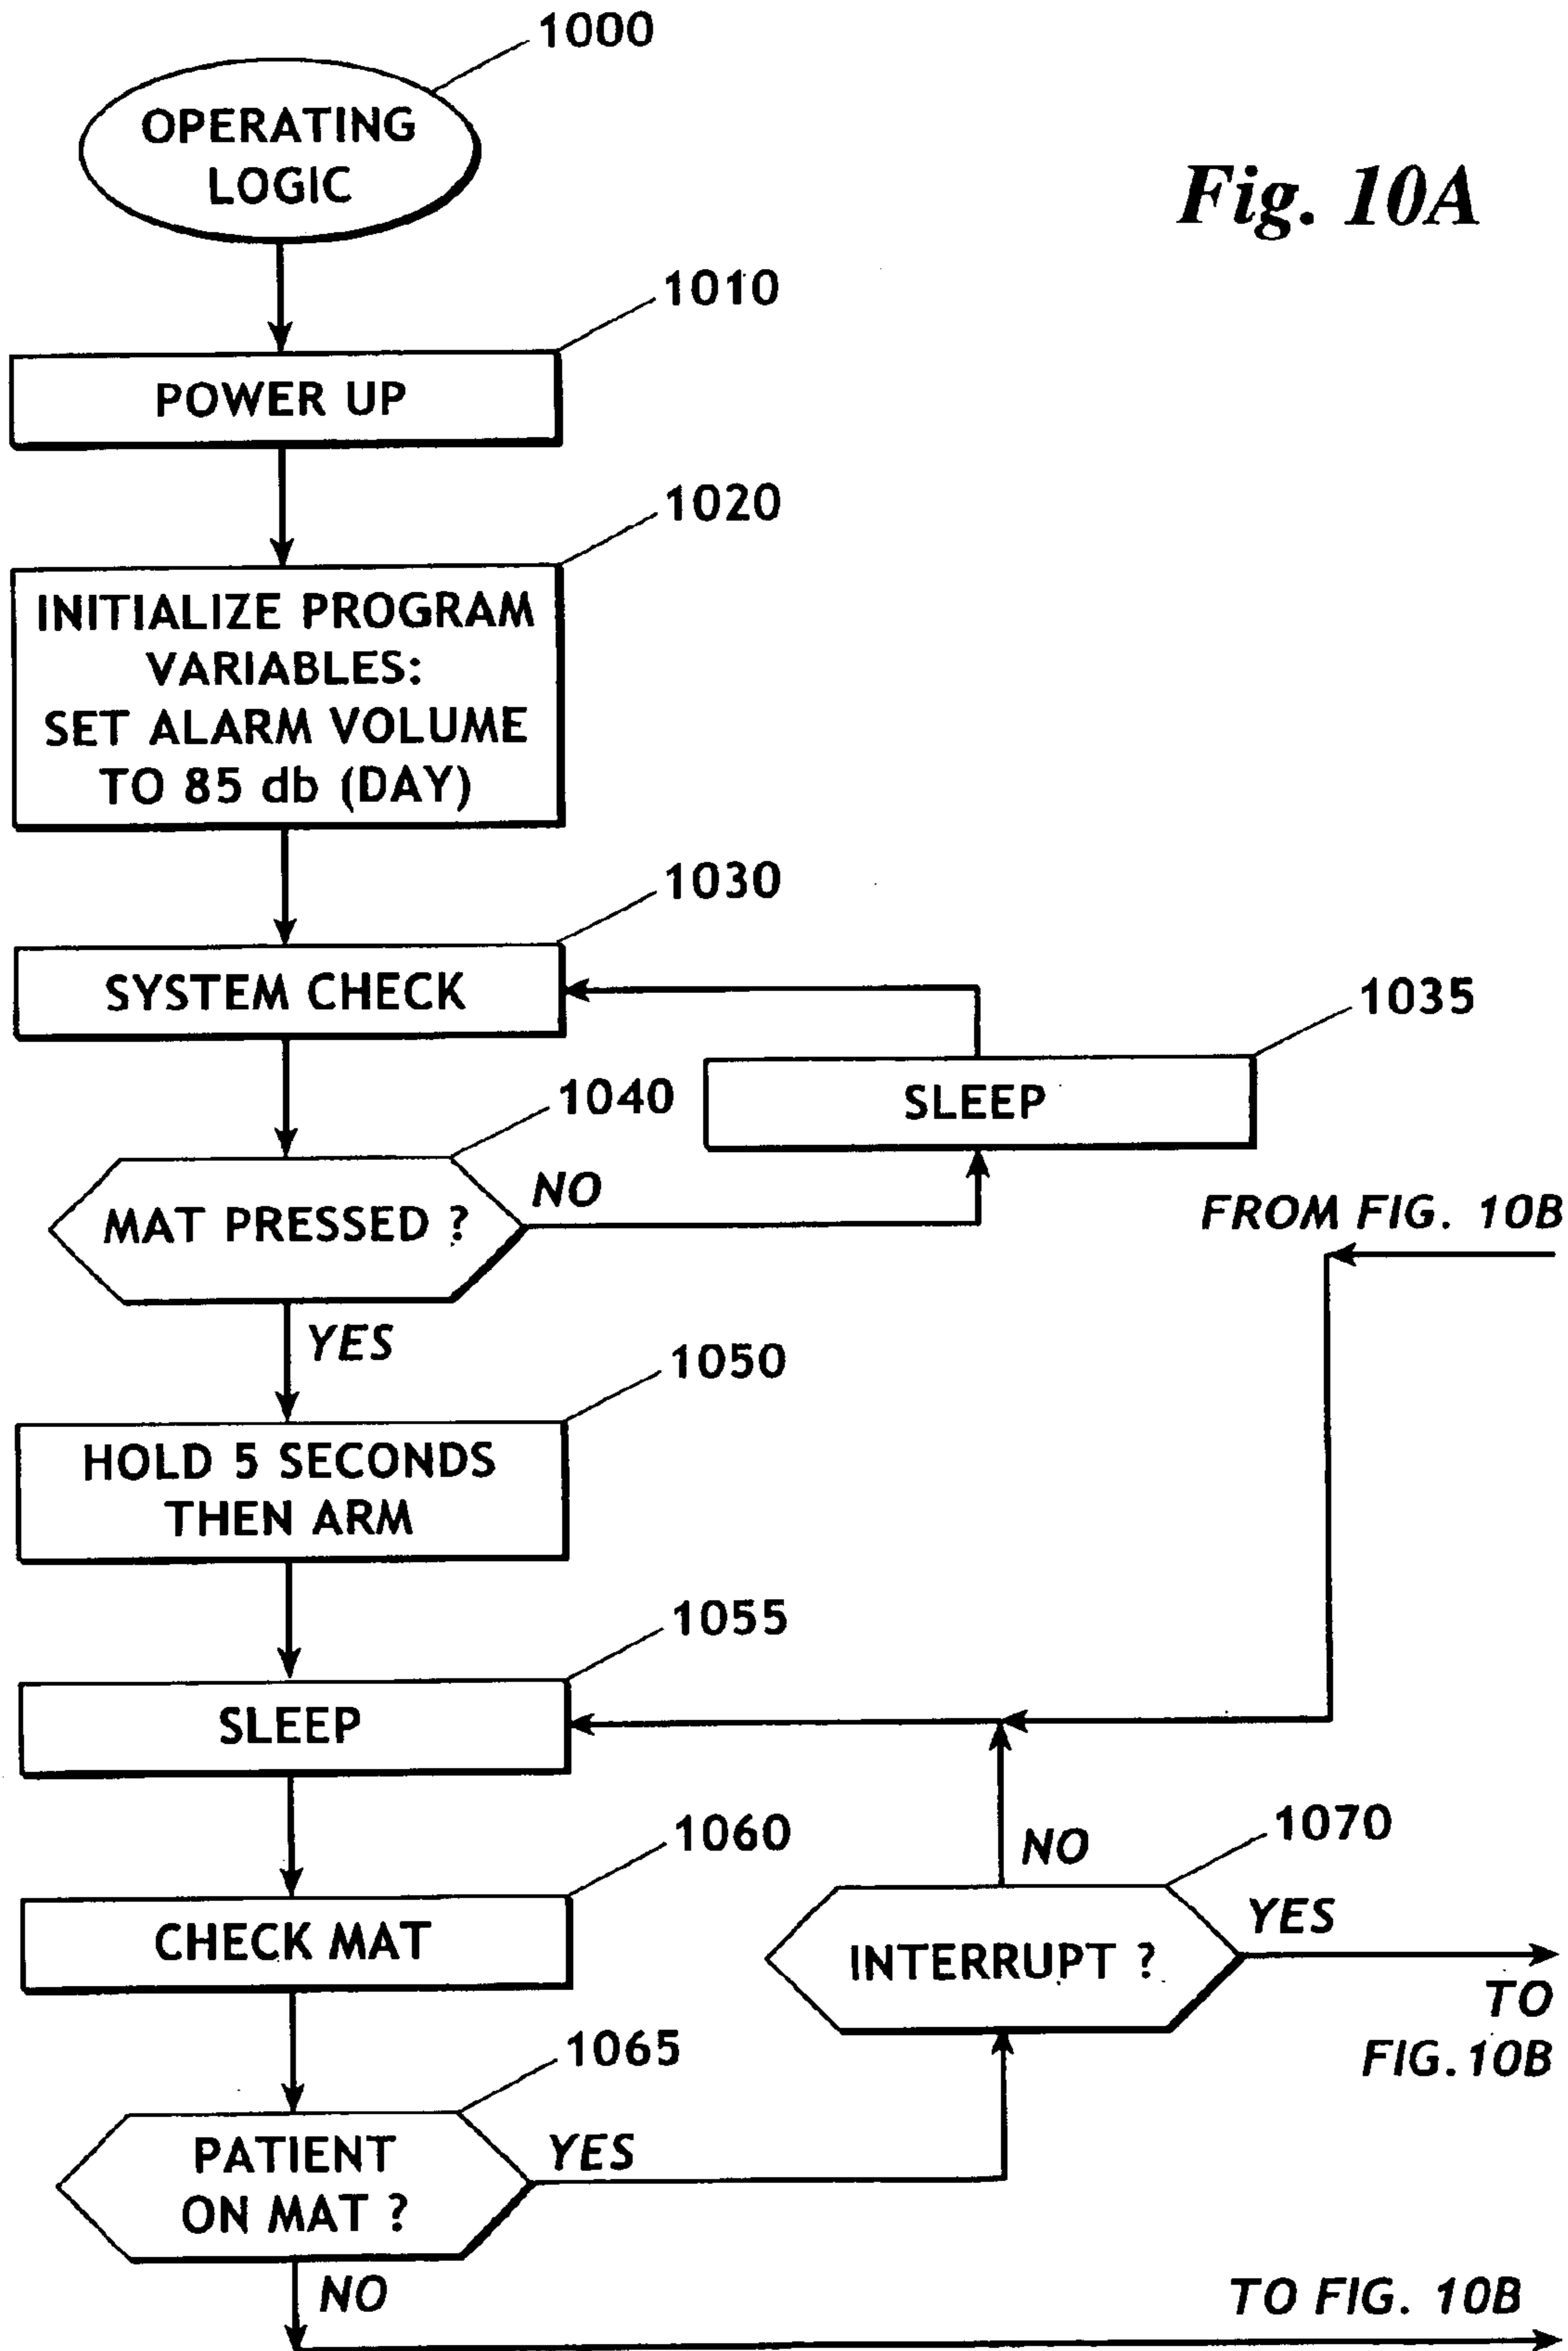 1000
OPERATING
LOGIC
Fig. 10A
1010
POWER UP
1020
INITIALIZE PROGRAM
VARIABLES:
SET ALARM VOLUME
TO 85 db (DAY)
1030
SYSTEM CHECK
1035
SLEEP
1040
MAT PRESSED ?
NO
FROM FIG. 10B
YES
1050
HOLD 5 SECONDS
THEN ARM
1055
SLEEP
1060
CHECK MAT
NO
1070
INTERRUPT ?
YES
TO
FIG.10B
1065
PATIENT
ON MAT ?
YES
NO
TO FIG. 10B